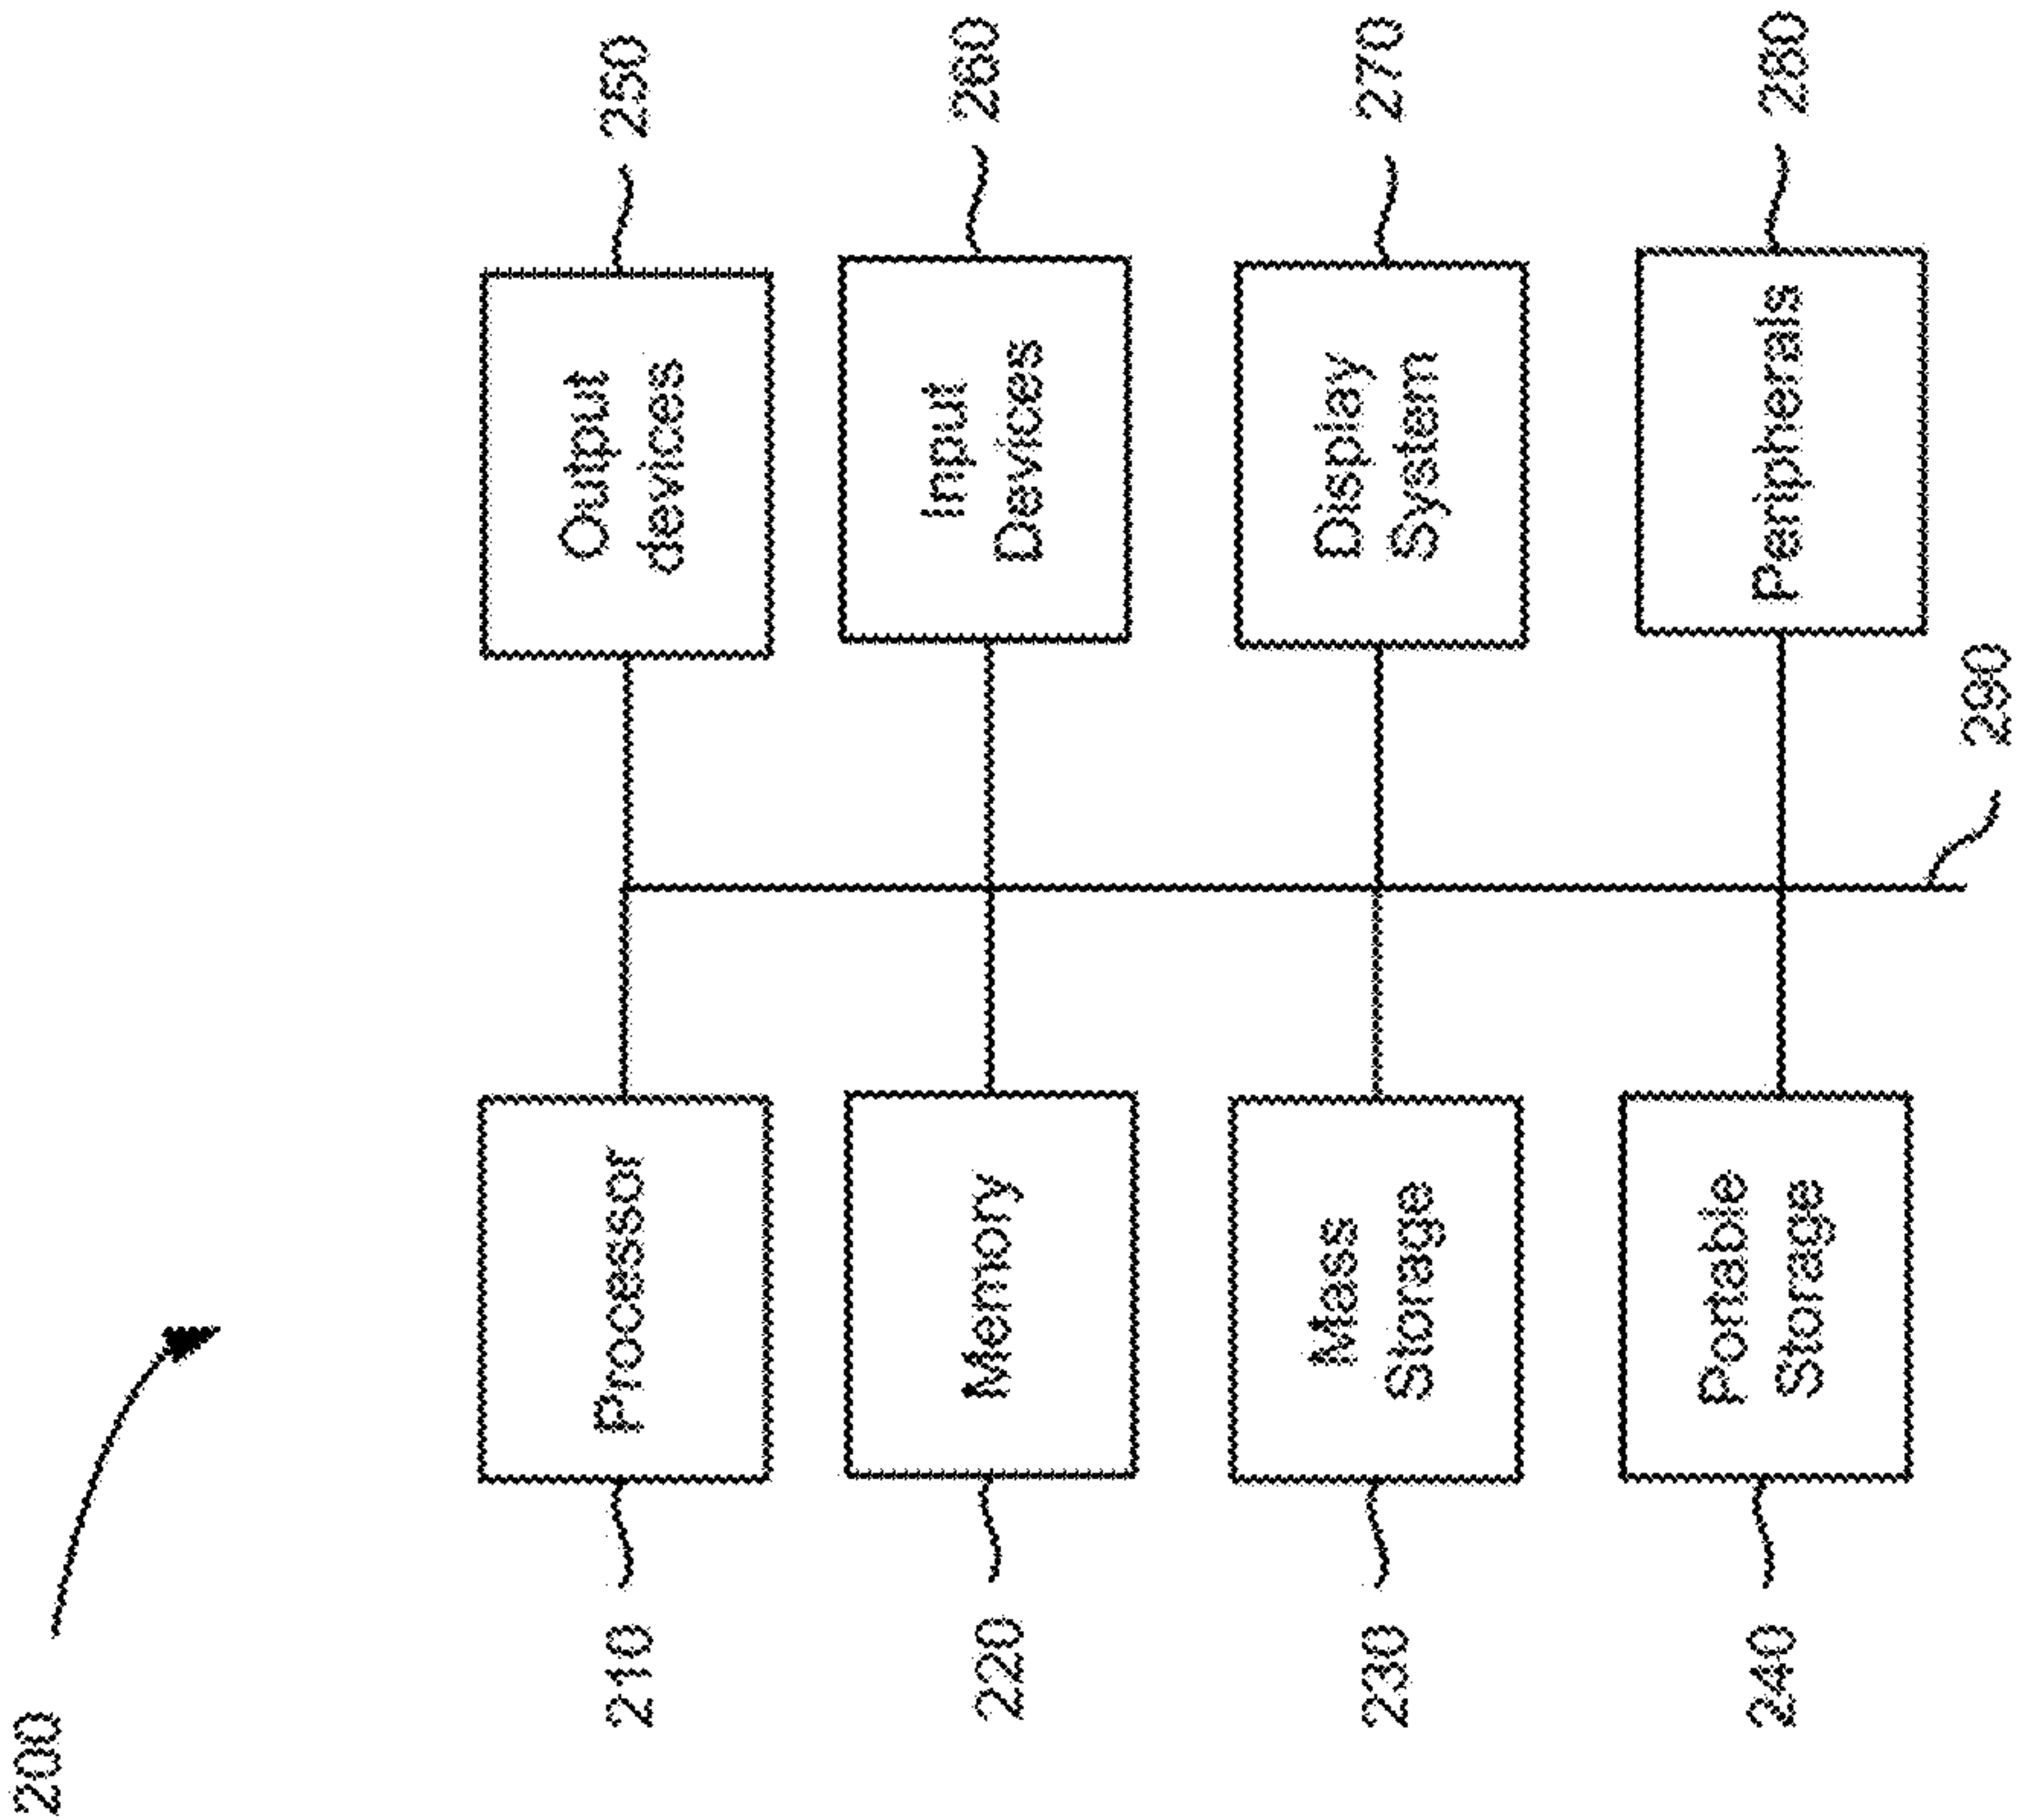 200
210
Processor
Output
devices
250
220
Memory
Input
Devices
260
230
Mass
Storage
Display
System
270
240
Portable
Storage
Peripherals
280
290